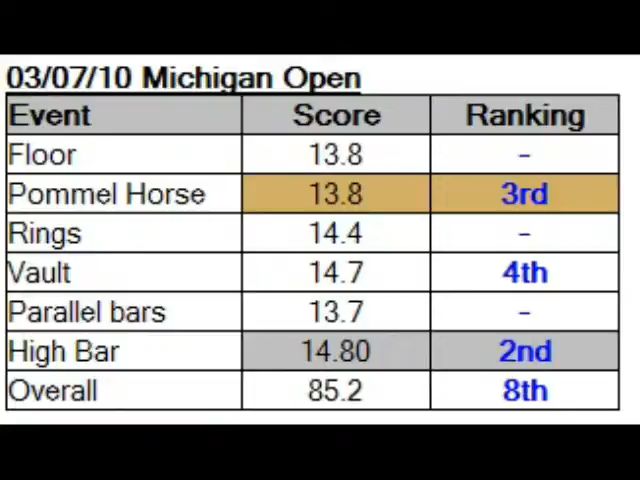 03/07/10 Michigan Open
Event Score Ranking
Floor 13.8 -
Pommel Horse 13.8 3rd
Rings 14.4 -
Vault 14.7 4th
Parallel bars 13.7 -
High Bar 14.80 2nd
Overall 85.2 8th